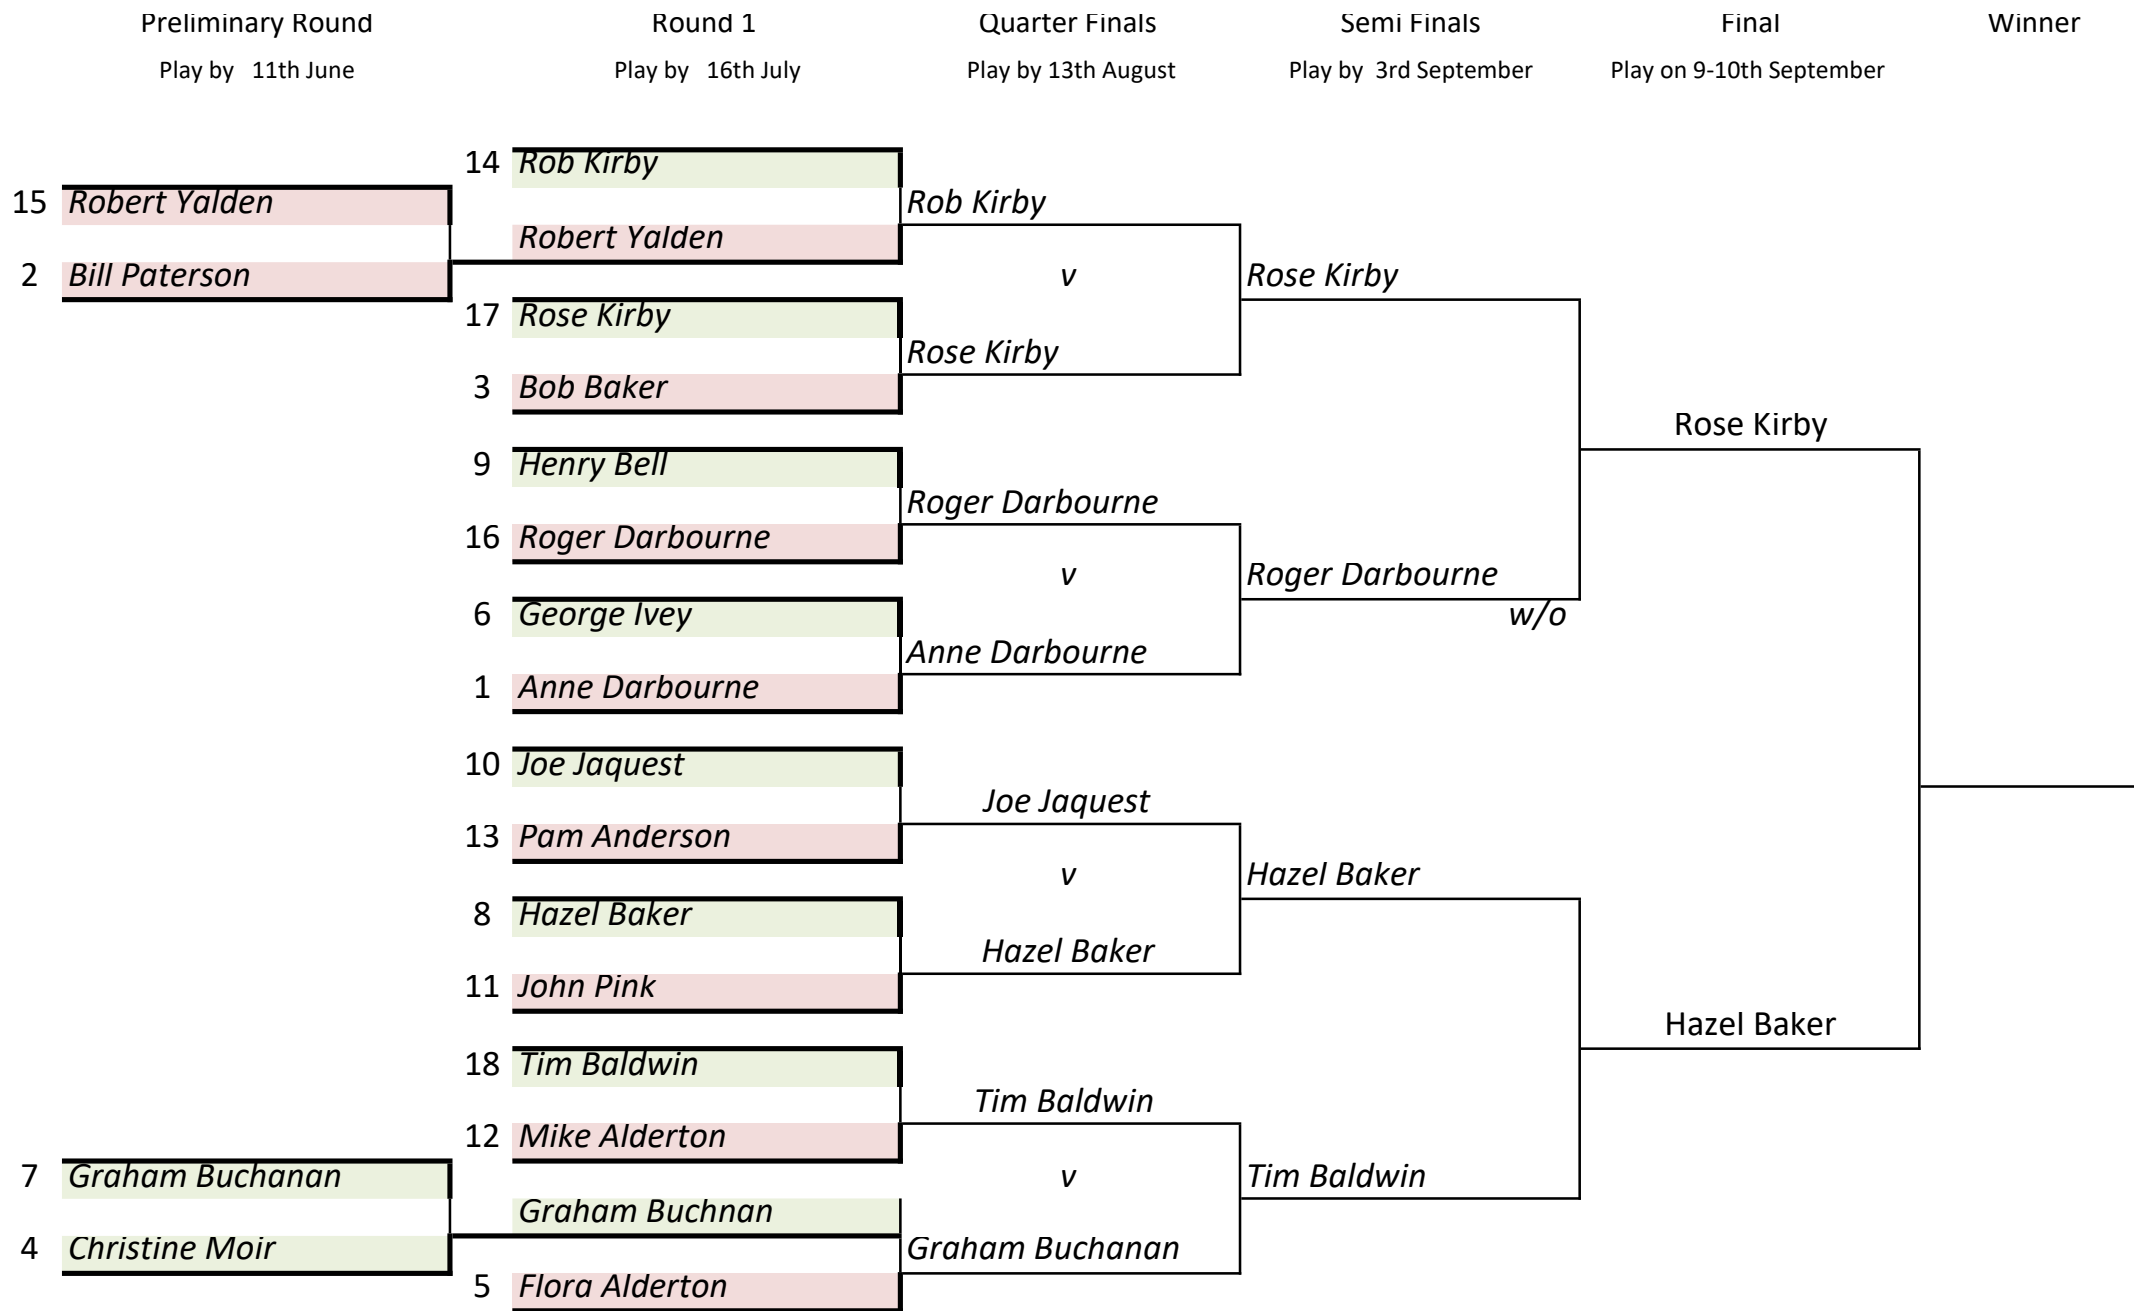 Preliminary Round Round 1 Quarter Finals Semi Finals Final Winner
Play by 11th June Play by 16th July Play by 13th August Play by 3rd September Play on 9-10th September
14 Rob Kirby
15 Robert Yalden Rob Kirby
Robert Yalden
2 Bill Paterson v Rose Kirby
17 Rose Kirby
Rose Kirby
3 Bob Baker
Rose Kirby
9 Henry Bell
Roger Darbourne
16 Roger Darbourne
v Roger Darbourne
6 George Ivey w/o
Anne Darbourne
1 Anne Darbourne
10 Joe Jaquest
Joe Jaquest
13 Pam Anderson
v Hazel Baker
8 Hazel Baker
Hazel Baker
11 John Pink
Hazel Baker
18 Tim Baldwin
Tim Baldwin
12 Mike Alderton
7 Graham Buchanan v Tim Baldwin
Graham Buchnan
4 Christine Moir Graham Buchanan
5 Flora Alderton